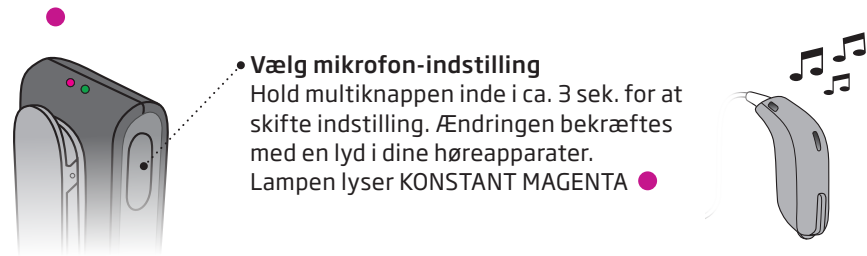 Vælg mikrofon-indstilling
Hold multiknappen inde i ca. 3 sek. for at
skifte indstilling. Ændringen bekræftes
med en lyd i dine høreapparater.
Lampen lyser KONSTANT MAGENTA